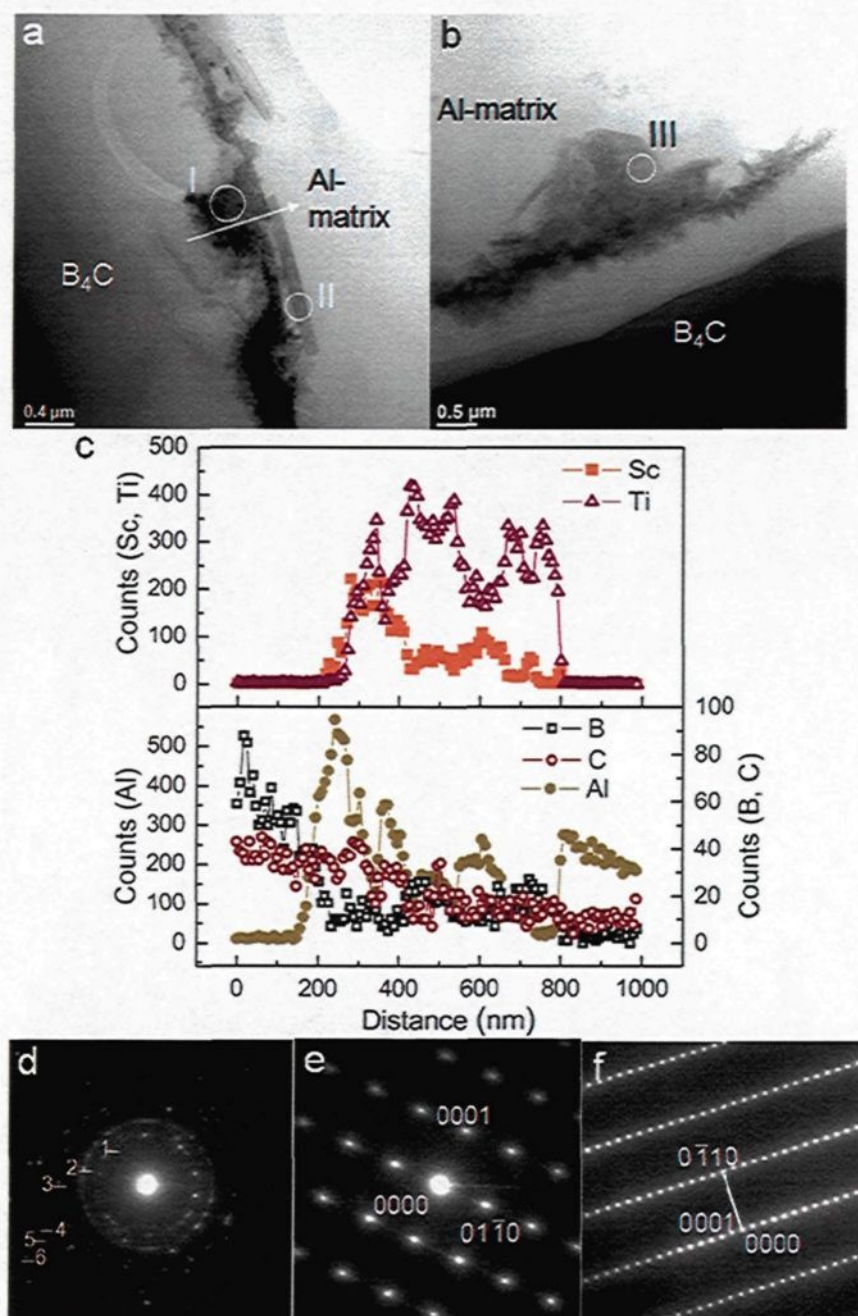 a
I
Al-
matrix
B₄C
II
0.4 µm
b
Al-matrix
III
B₄C
0.5 µm
c
500
400
300
200
100
0
Counts (Sc, Ti)
Sc
Ti
500
400
300
200
100
0
Counts (Al)
B
C
Al
100
80
60
40
20
0
Counts (B, C)
0 200 400 600 800 1000
Distance (nm)
d
1
2
3
4
5
6
e
0001
0000
011̄0
f
01̄10
0001
0000